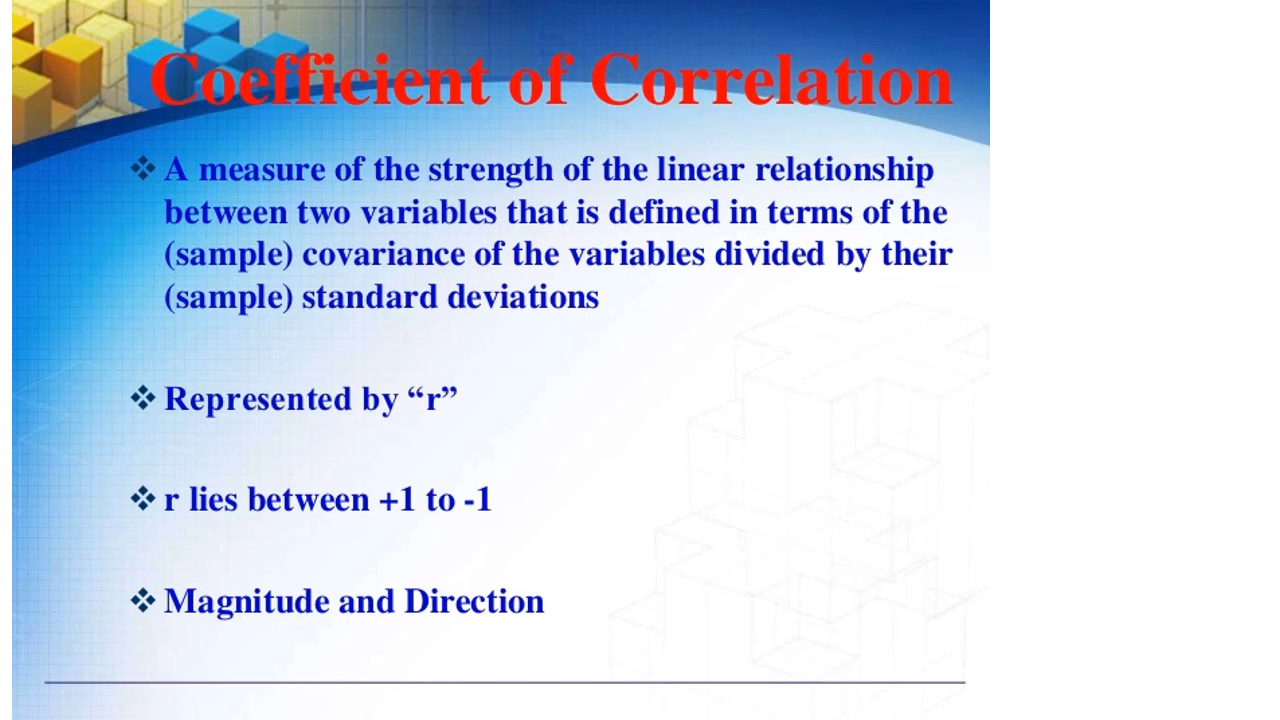 Coefficient of Correlation
❖ A measure of the strength of the linear relationship
between two variables that is defined in terms of the
(sample) covariance of the variables divided by their
(sample) standard deviations
❖ Represented by “r”
❖ r lies between +1 to -1
❖ Magnitude and Direction